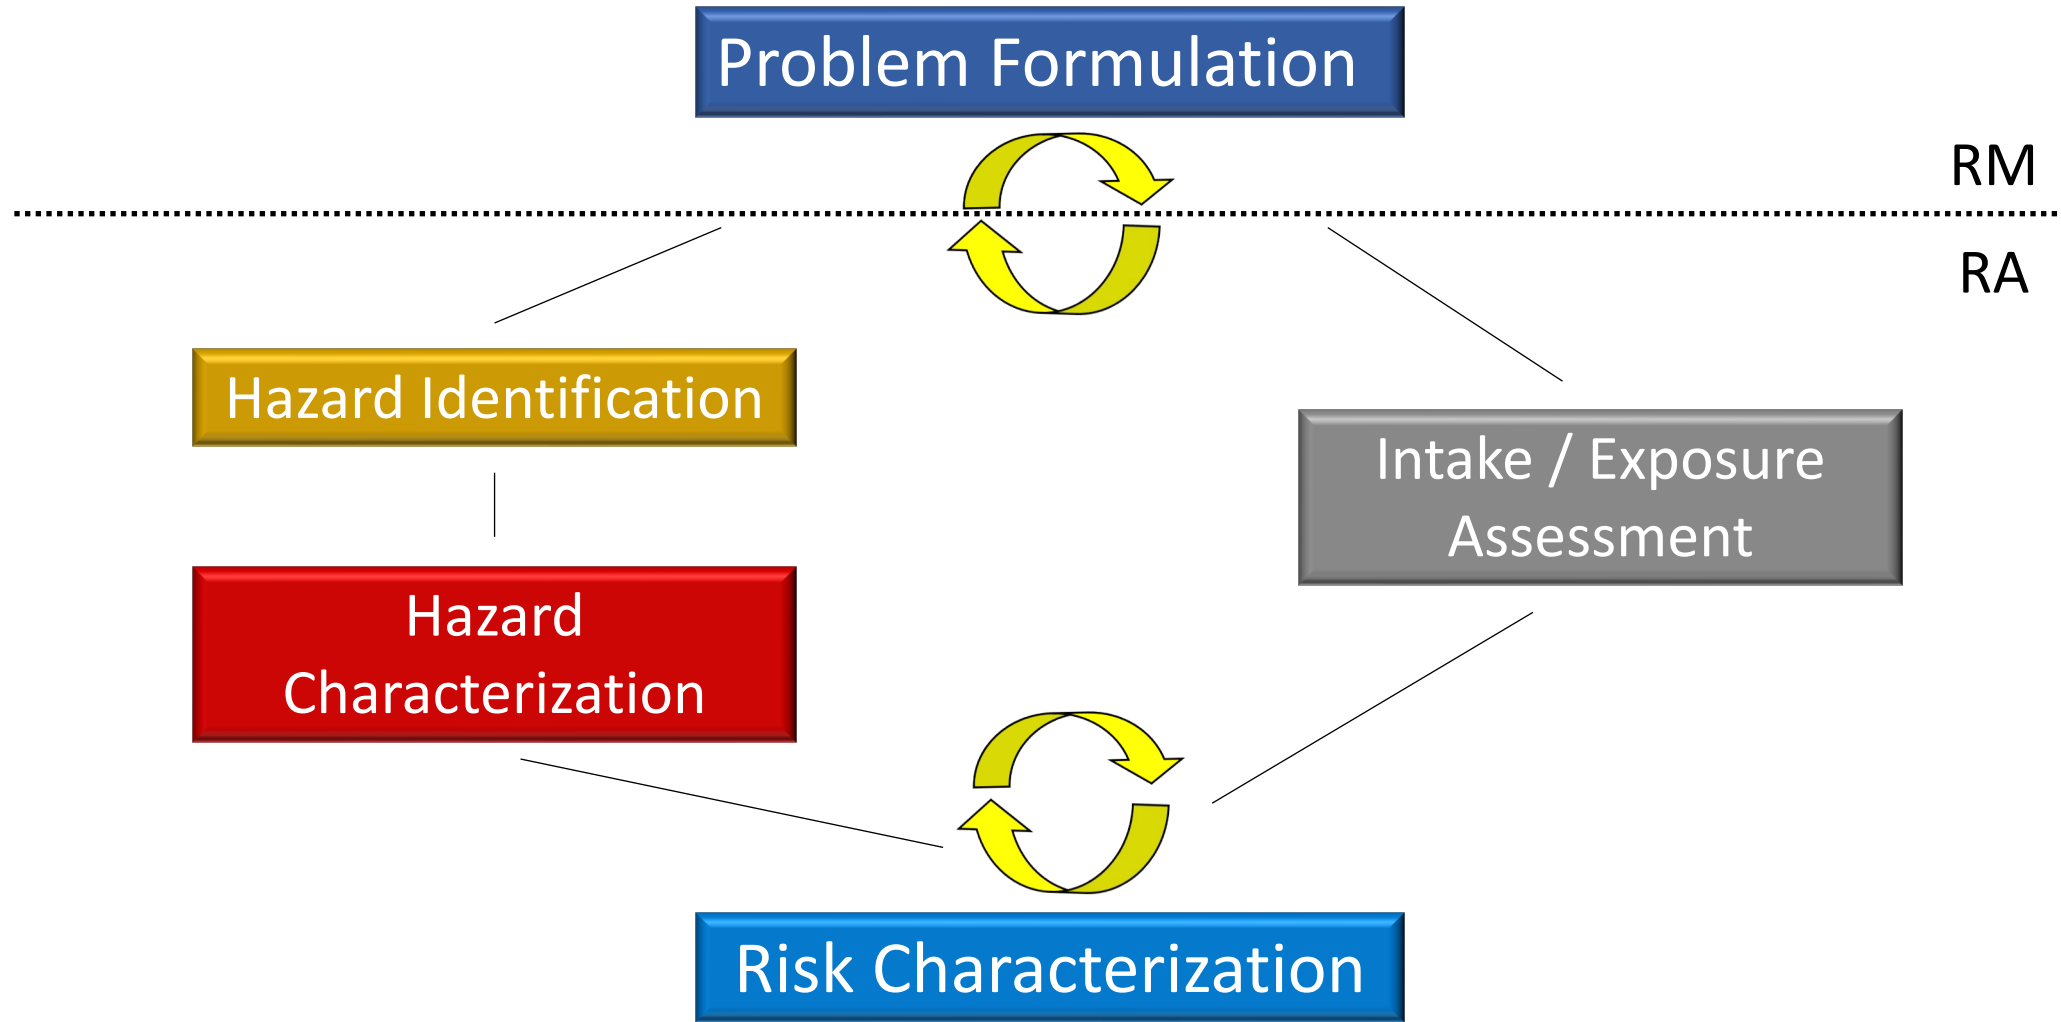 Problem Formulation
RM
RA
Hazard Identification
Intake / Exposure
Assessment
Hazard
Characterization
Risk Characterization